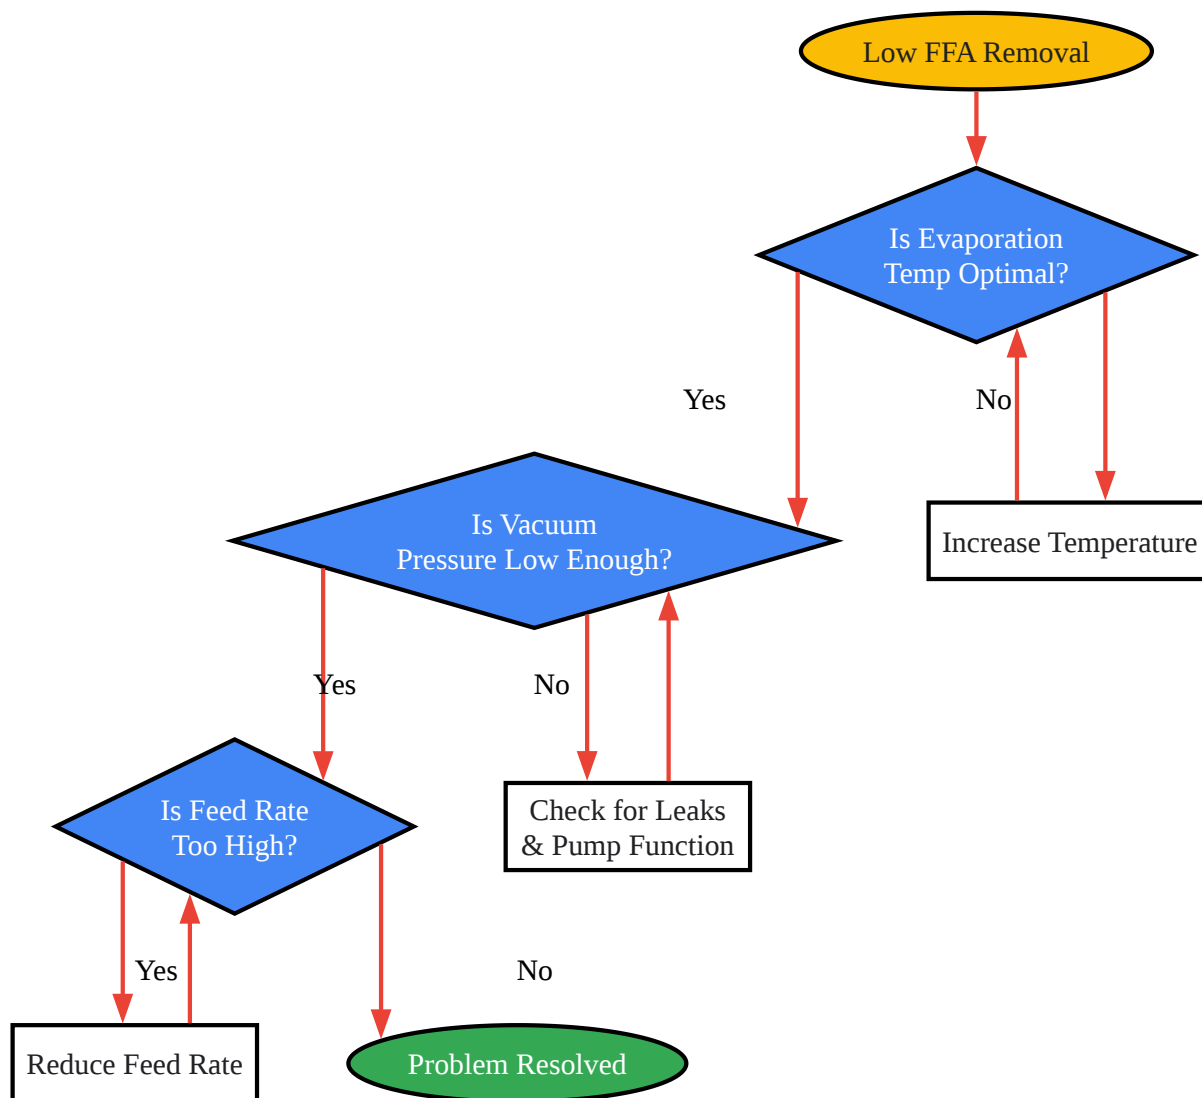 Low FFA Removal
Is Evaporation
Temp Optimal?
Yes
No
Increase Temperature
Is Vacuum
Pressure Low Enough?
Yes
No
Check for Leaks
& Pump Function
Is Feed Rate
Too High?
Yes
No
Reduce Feed Rate
Problem Resolved